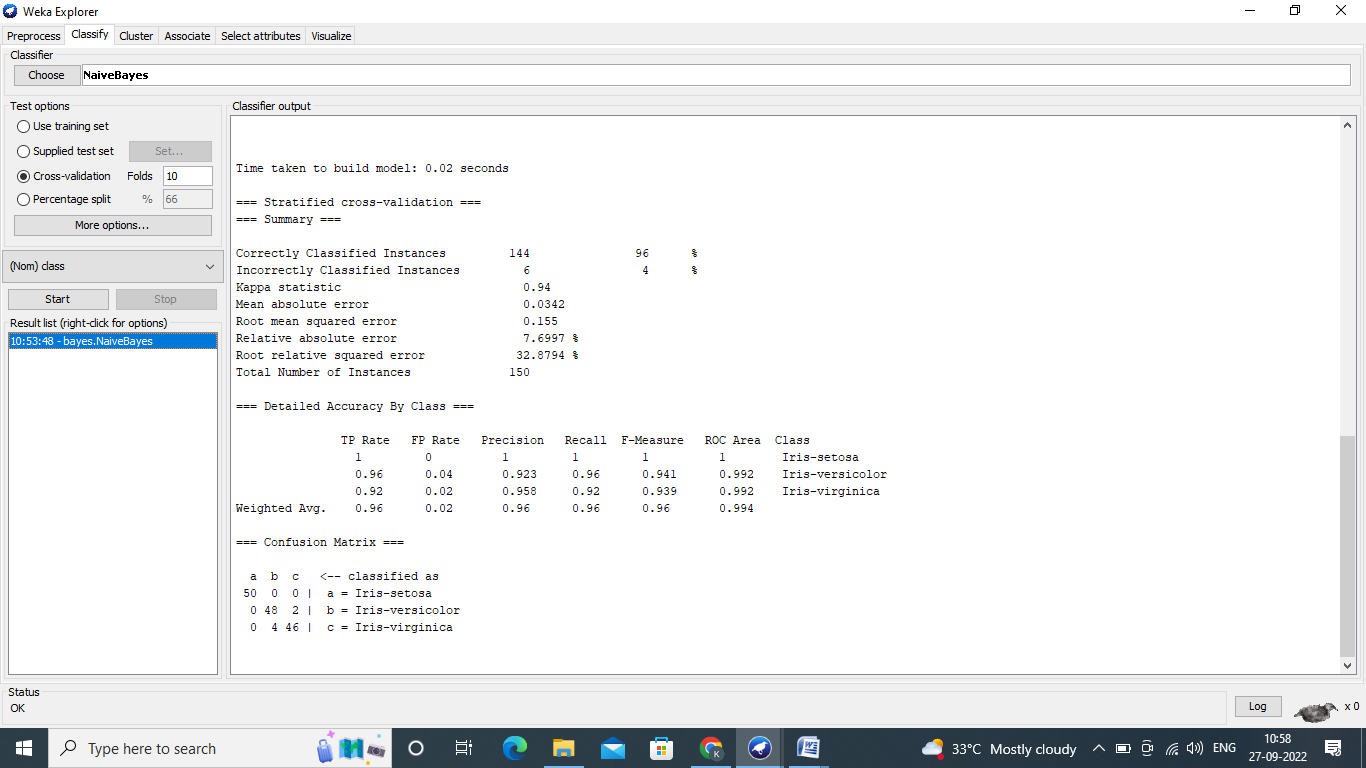 Weka Explorer
Preprocess Classify Cluster Associate Select attributes Visualize
Classifier
Choose NaiveBayes
Test options
Use training set
Supplied test set Set...
Cross-validation Folds 10
Percentage split % 66
More options...
(Nom) class
Start Stop
Result list (right-click for options)
10:53:48 - bayes.NaiveBayes
Classifier output
Time taken to build model: 0.02 seconds
=== Stratified cross-validation ===
=== Summary ===
Correctly Classified Instances 144 96 %
Incorrectly Classified Instances 6 4 %
Kappa statistic 0.94
Mean absolute error 0.0342
Root mean squared error 0.155
Relative absolute error 7.6997 %
Root relative squared error 32.8794 %
Total Number of Instances 150
=== Detailed Accuracy By Class ===
TP Rate FP Rate Precision Recall F-Measure ROC Area Class
1 0 1 1 1 1 Iris-setosa
0.96 0.04 0.923 0.96 0.941 0.992 Iris-versicolor
0.92 0.02 0.958 0.92 0.939 0.992 Iris-virginica
Weighted Avg. 0.96 0.02 0.96 0.96 0.96 0.994
=== Confusion Matrix ===
a b c <-- classified as
50 0 0 | a = Iris-setosa
0 48 2 | b = Iris-versicolor
0 4 46 | c = Iris-virginica
Status
OK
Log x 0
Type here to search
K
W
33°C Mostly cloudy
ENG
10:58
27-09-2022